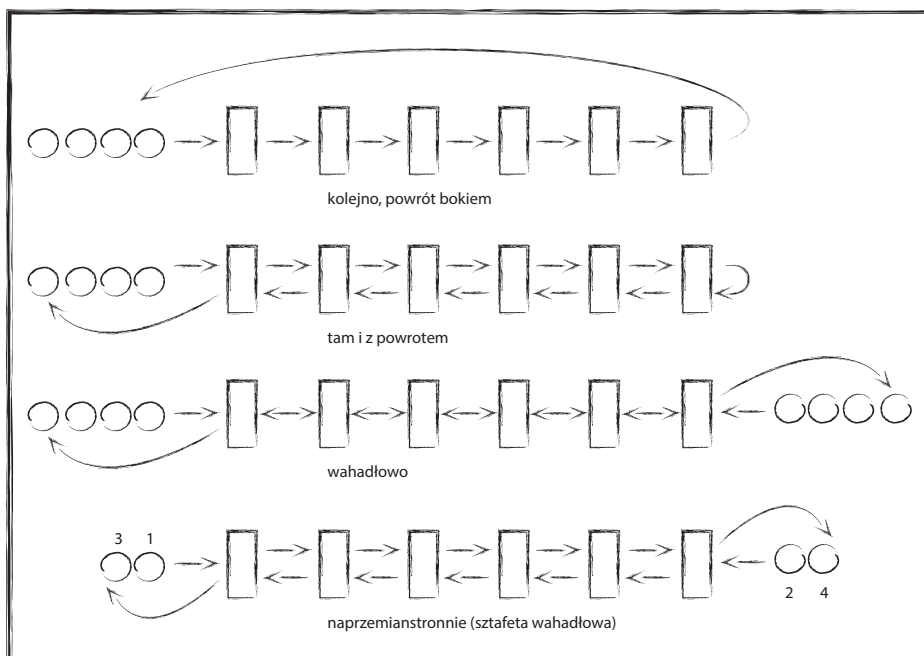 kolejno, powrót bokiem
tam i z powrotem
wahadłowo
3 1
2 4
naprzemianstronnie (sztafeta wahadłowa)